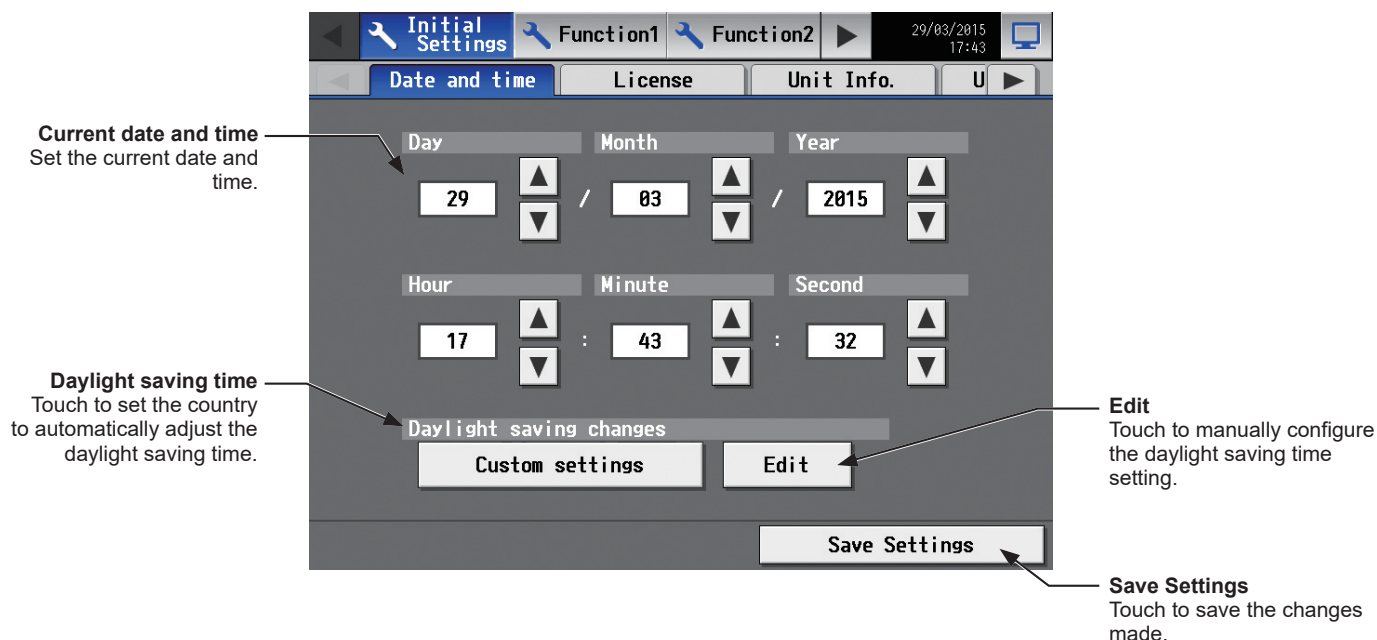 Initial
Settings
Function1
Function2
29/03/2015
17:43
Date and time
License
Unit Info.
U
Current date and time
Set the current date and
time.
Day
Month
Year
29
/
03
/
2015
Hour
Minute
Second
17
:
43
:
32
Daylight saving time
Touch to set the country
to automatically adjust the
daylight saving time.
Daylight saving changes
Custom settings
Edit
Edit
Touch to manually configure
the daylight saving time
setting.
Save Settings
Save Settings
Touch to save the changes
made.